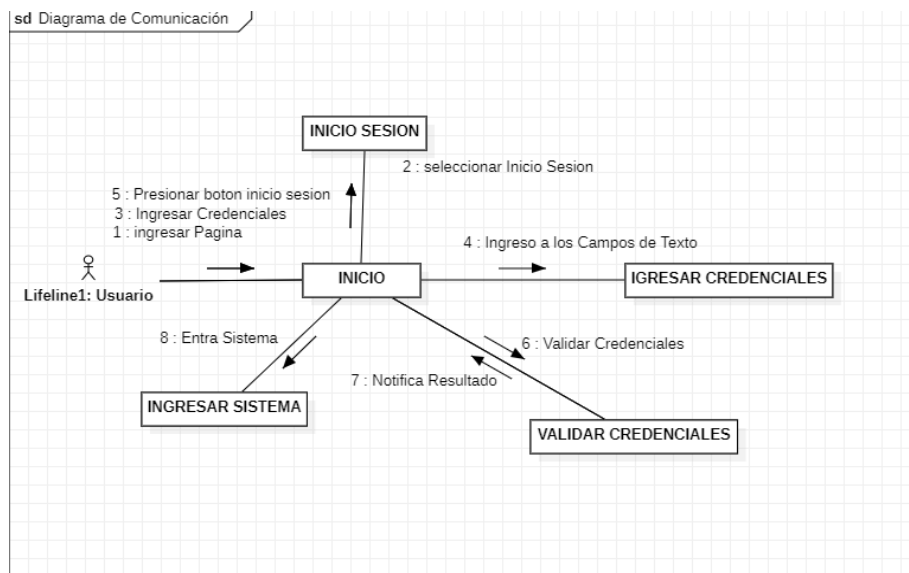 sd Diagrama de Comunicación
INICIO SESION
2 : seleccionar Inicio Sesion
5 : Presionar boton inicio sesion
3 : Ingresar Credenciales
1 : ingresar Pagina
4 : Ingreso a los Campos de Texto
Lifeline1: Usuario
INICIO
IGRESAR CREDENCIALES
8 : Entra Sistema
6 : Validar Credenciales
7 : Notifica Resultado
INGRESAR SISTEMA
VALIDAR CREDENCIALES